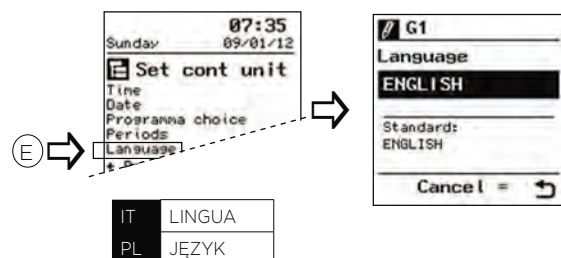 07:35
Sunday 09/01/12
Set cont unit
Time
Date
Programma choice
Periods
Language
E
G1
Language
ENGLISH
Standard:
ENGLISH
Cancel =
IT LINGUA
PL JĘZYK